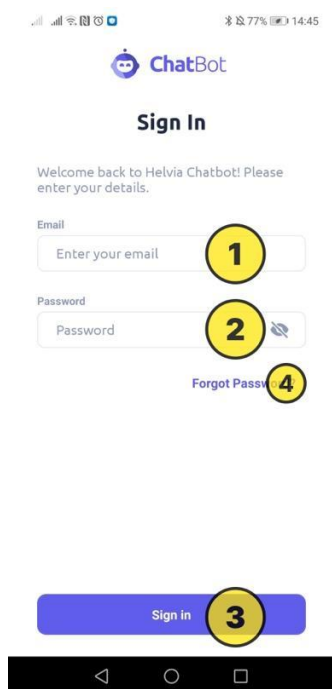 77% 14:45
ChatBot
Sign In
Welcome back to Helvia Chatbot! Please
enter your details.
Email
Enter your email 1
Password
Password 2
Forgot Password? 4
Sign in 3